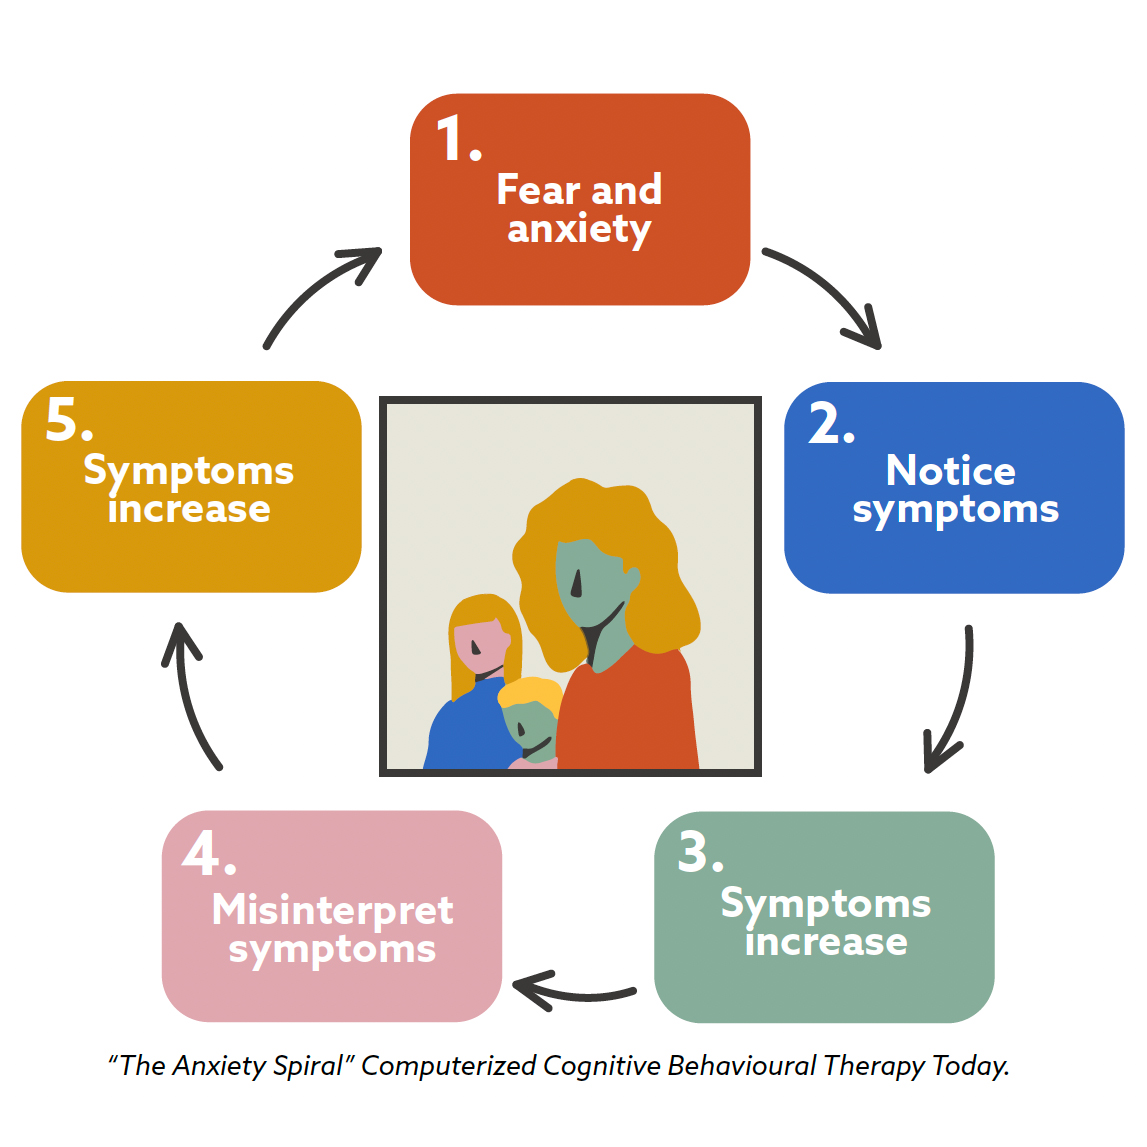 1.
Fear and
anxiety
2.
Notice
symptoms
3.
Symptoms
increase
4.
Misinterpret
symptoms
5.
Symptoms
increase
“The Anxiety Spiral” Computerized Cognitive Behavioural Therapy Today.